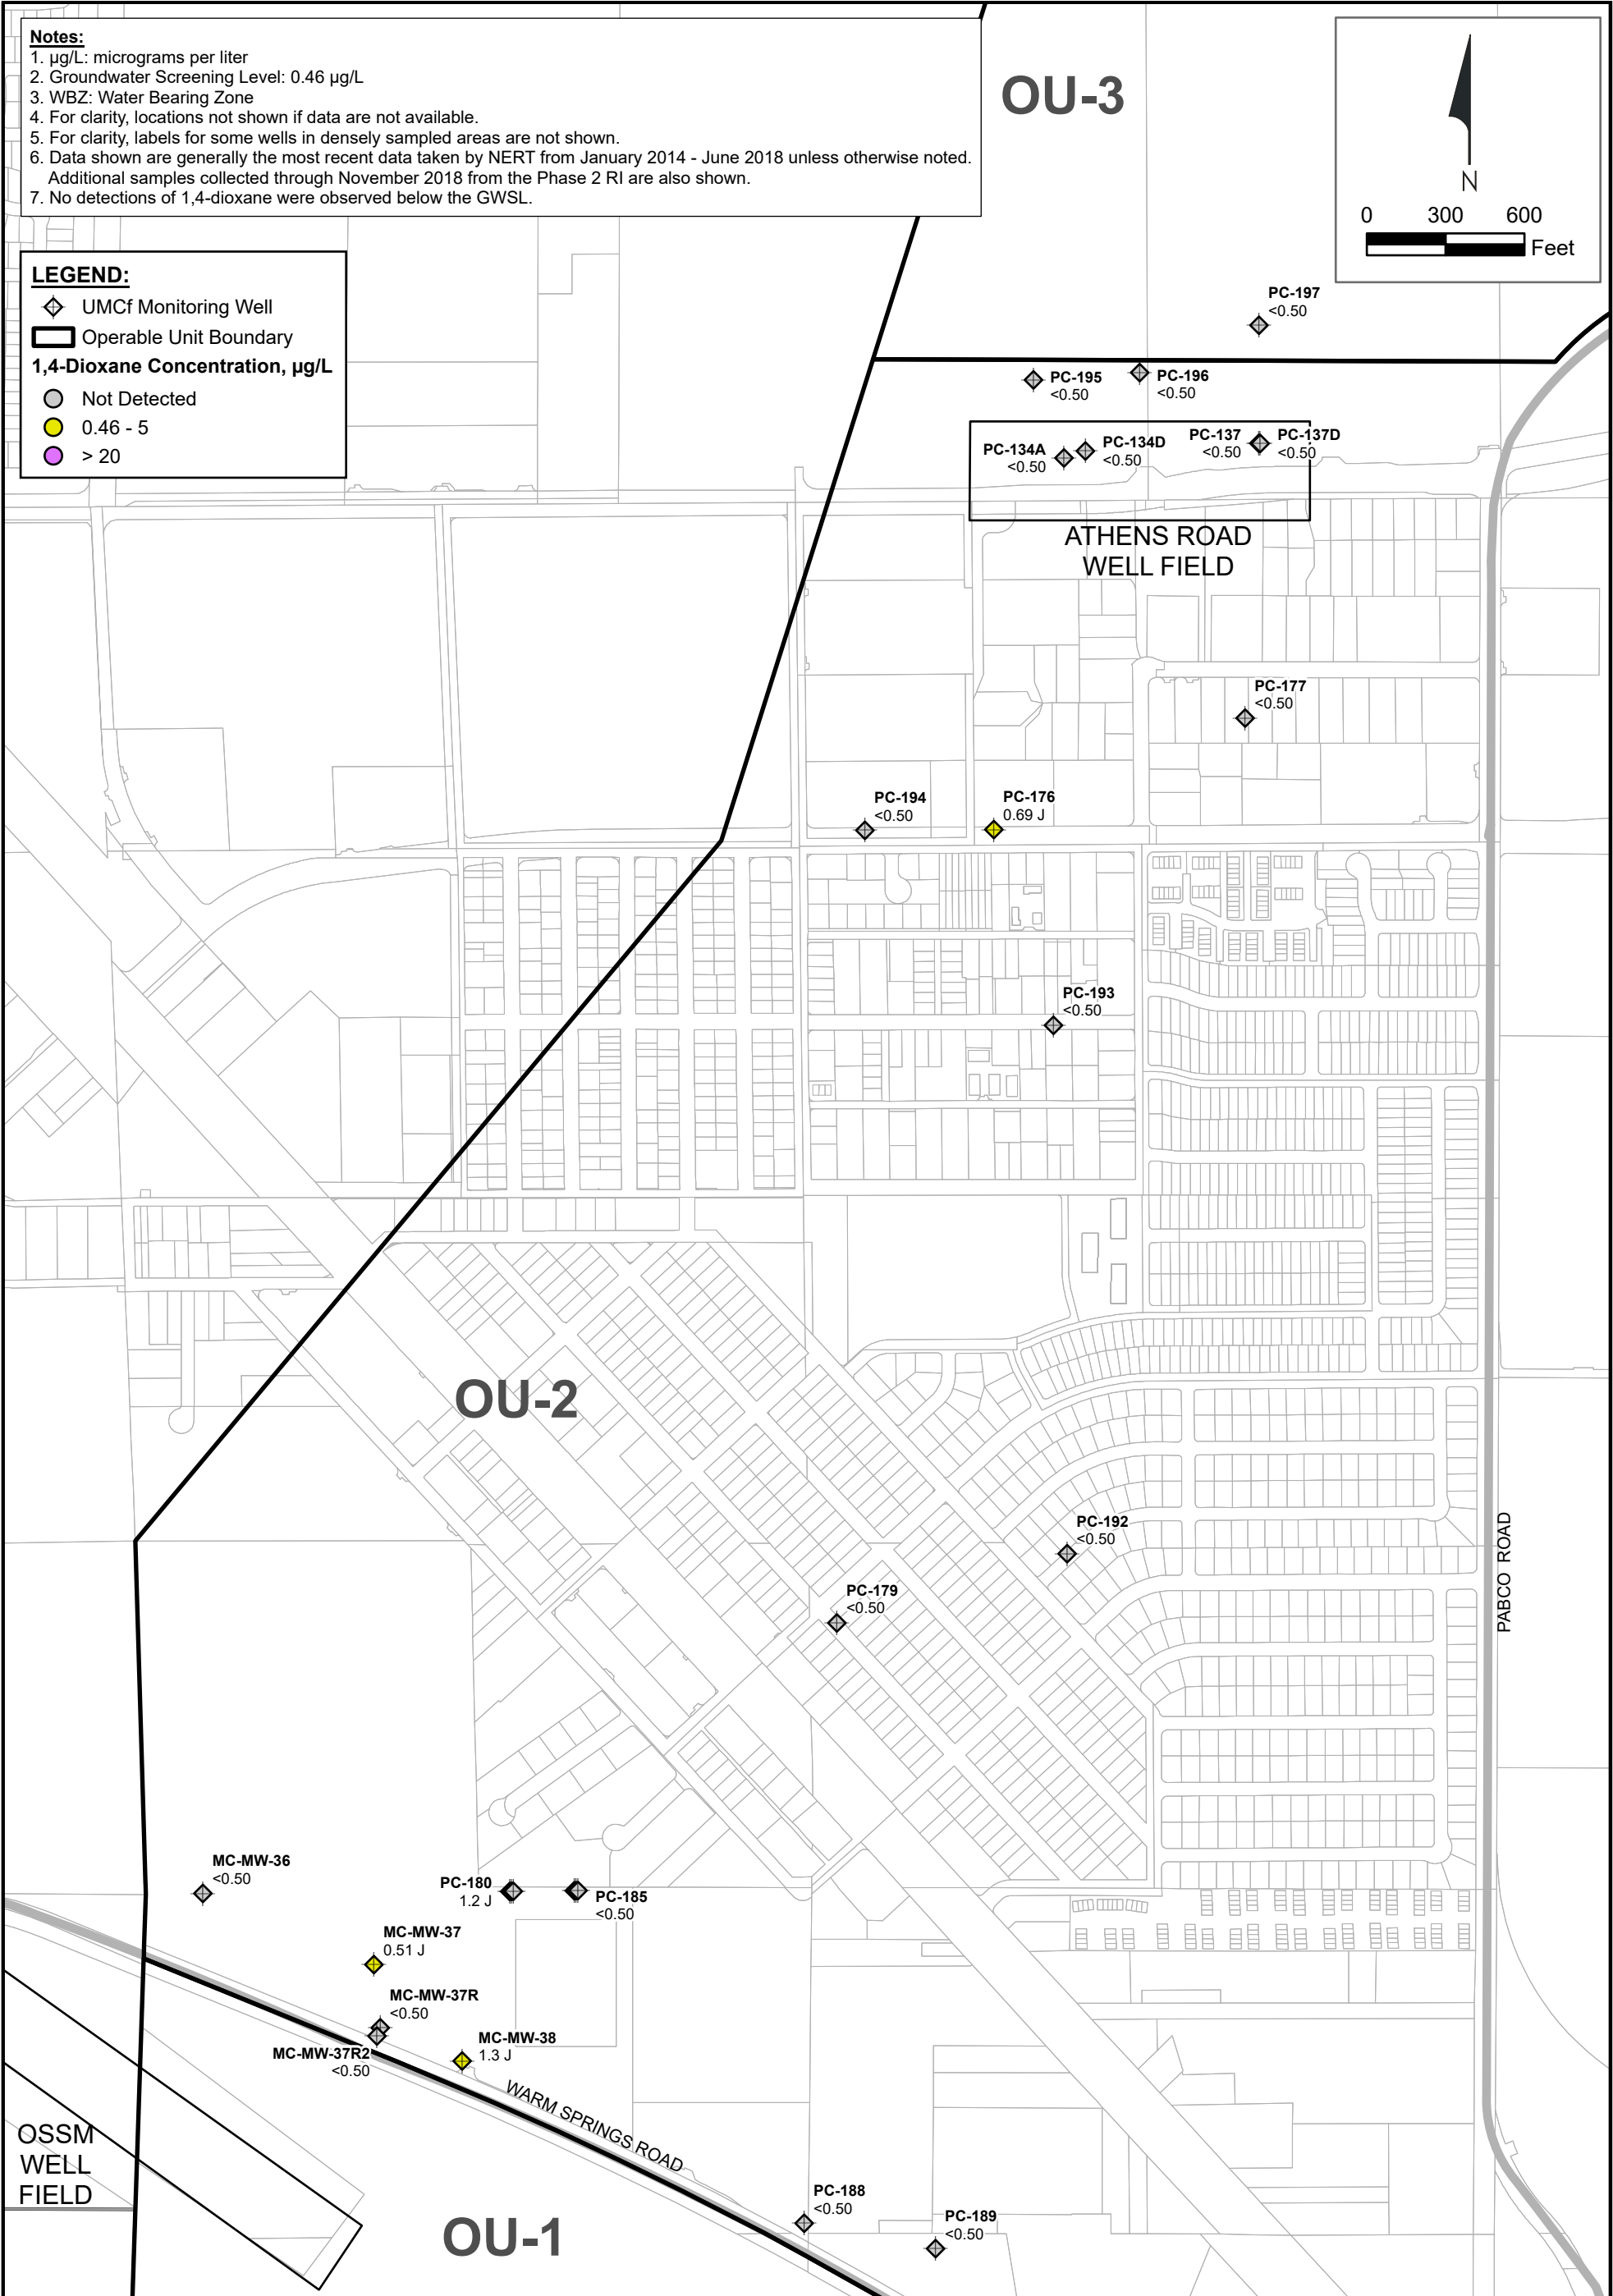 Notes:
1. µg/L: micrograms per liter
2. Groundwater Screening Level: 0.46 µg/L
3. WBZ: Water Bearing Zone
4. For clarity, locations not shown if data are not available.
5. For clarity, labels for some wells in densely sampled areas are not shown.
6. Data shown are generally the most recent data taken by NERT from January 2014 - June 2018 unless otherwise noted.
Additional samples collected through November 2018 from the Phase 2 RI are also shown.
7. No detections of 1,4-dioxane were observed below the GWSL.
OU-3
N
0 300 600
Feet
LEGEND:
UMCf Monitoring Well
Operable Unit Boundary
1,4-Dioxane Concentration, µg/L
Not Detected
0.46 - 5
> 20
PC-197
<0.50
PC-195
<0.50
PC-196
<0.50
PC-134A
<0.50
PC-134D
<0.50
PC-137
<0.50
PC-137D
<0.50
ATHENS ROAD
WELL FIELD
PC-177
<0.50
PC-194
<0.50
PC-176
0.69 J
PC-193
<0.50
OU-2
PC-192
<0.50
PABCO ROAD
PC-179
<0.50
MC-MW-36
<0.50
PC-180
1.2 J
PC-185
<0.50
MC-MW-37
0.51 J
MC-MW-37R
<0.50
MC-MW-37R2
<0.50
MC-MW-38
1.3 J
WARM SPRINGS ROAD
OSSM
WELL
FIELD
PC-188
<0.50
PC-189
<0.50
OU-1